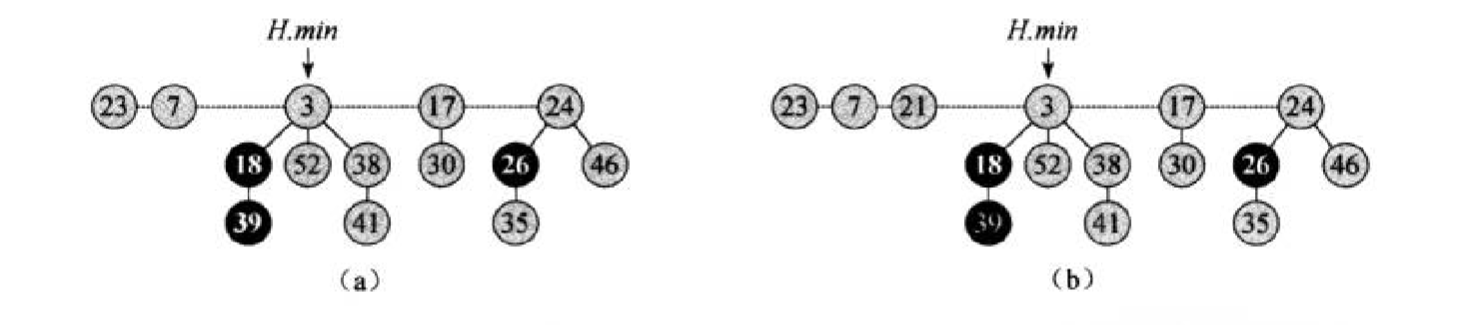 H.min H.min
23 7 3 17 24 23 7 21 3 17 24
18 52 38 30 26 46 18 52 38 30 26 46
39 41 35 39 41 35
（a） （b）